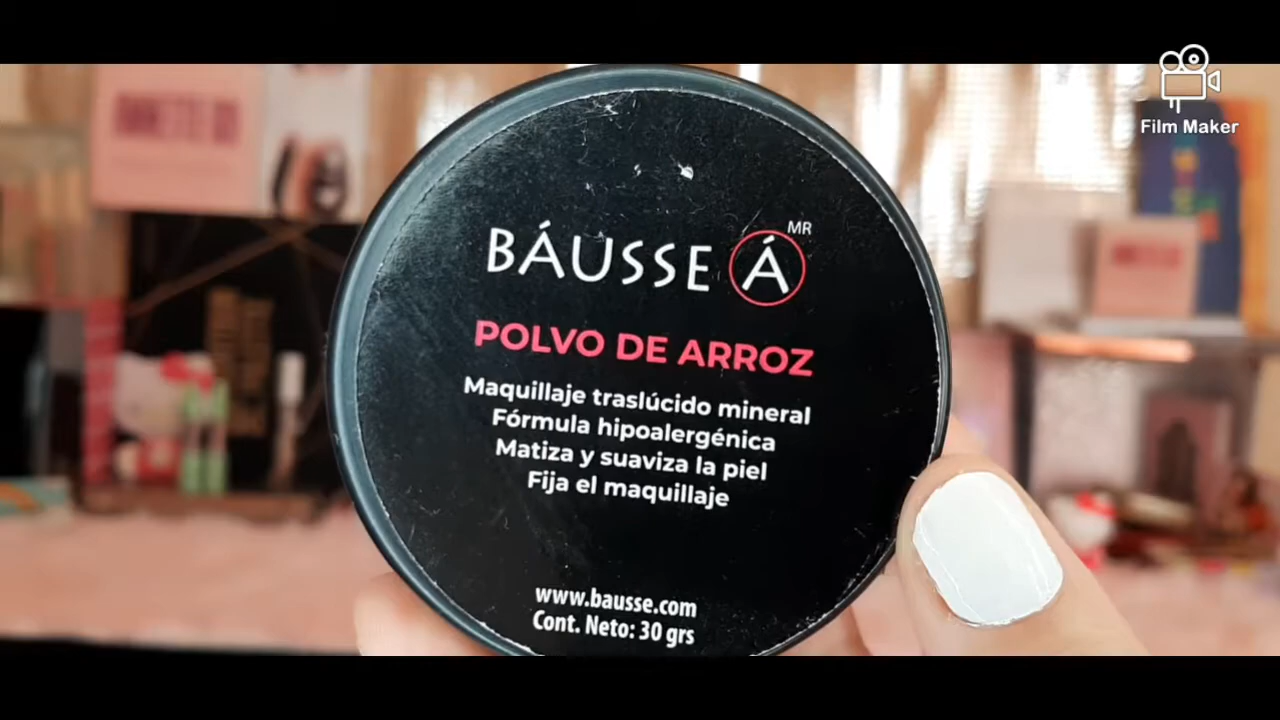 Film Maker
BÁUSSE Á MR
POLVO DE ARROZ
Maquillaje traslúcido mineral
Fórmula hipoalergénica
Matiza y suaviza la piel
Fija el maquillaje
www.bausse.com
Cont. Neto: 30 grs